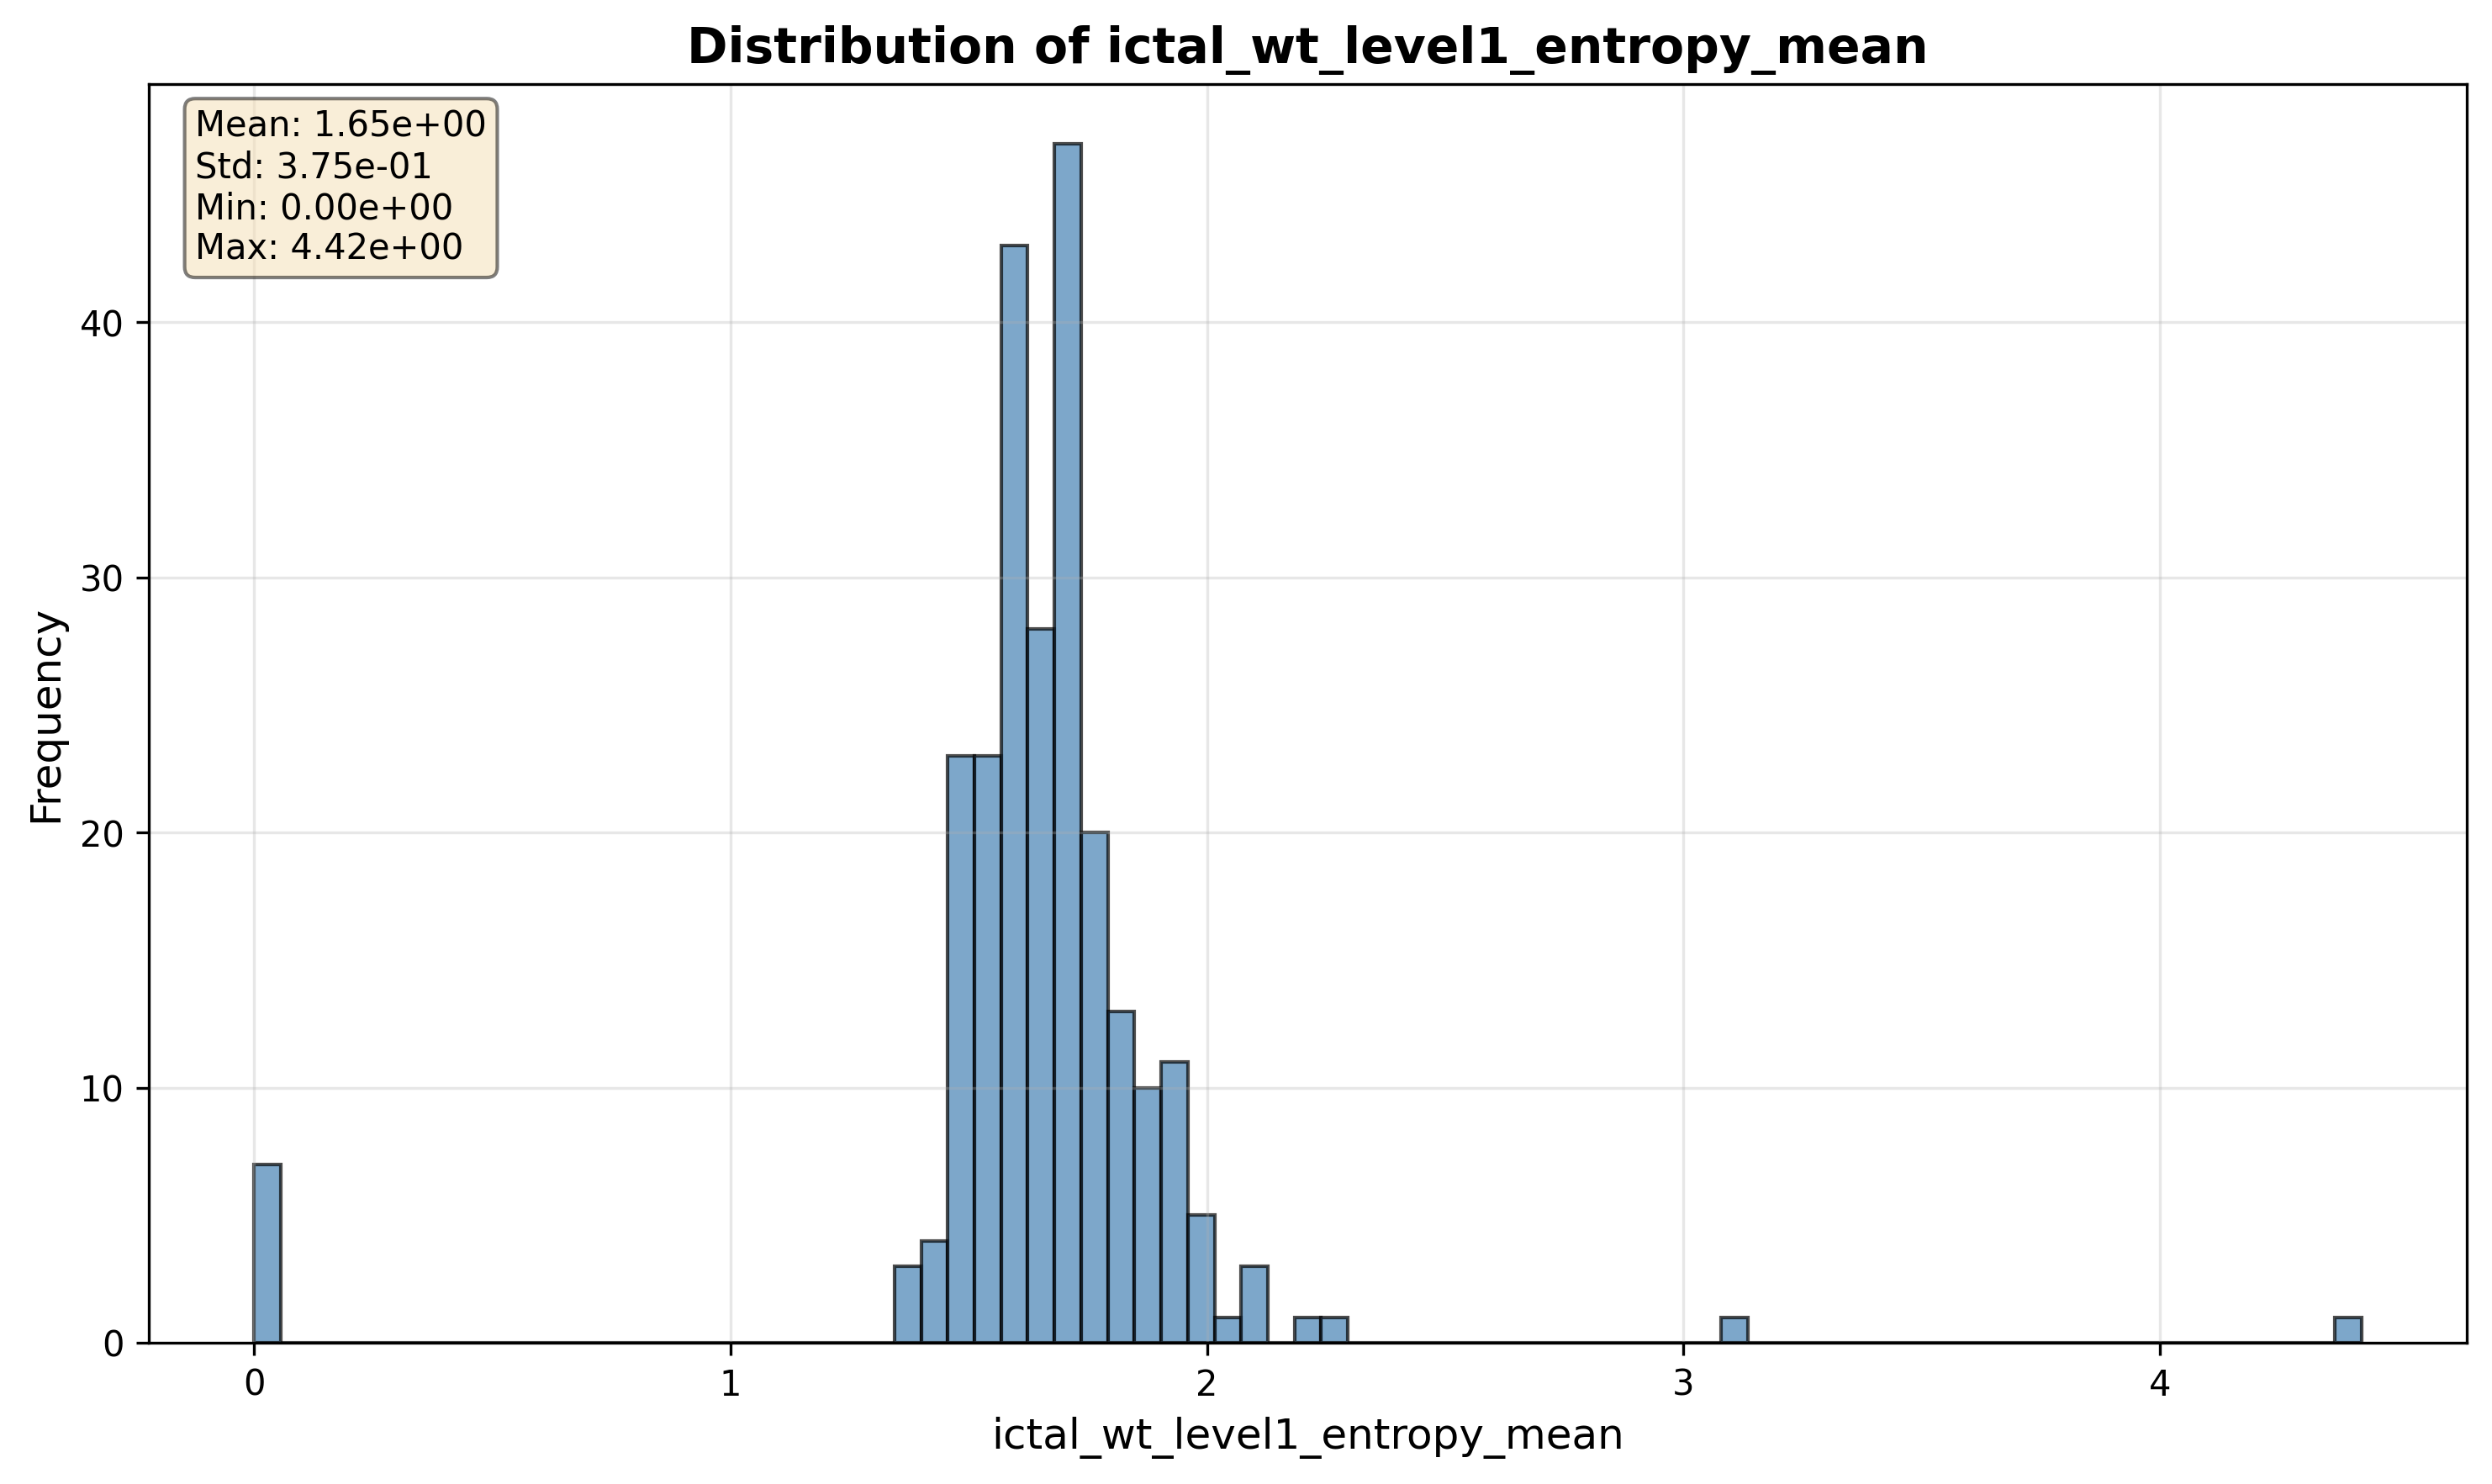 Distribution of ictal_wt_level1_entropy_mean
Mean: 1.65e+00
Std: 3.75e-01
Min: 0.00e+00
Max: 4.42e+00
Frequency
40
30
20
10
0
0 1 2 3 4
ictal_wt_level1_entropy_mean